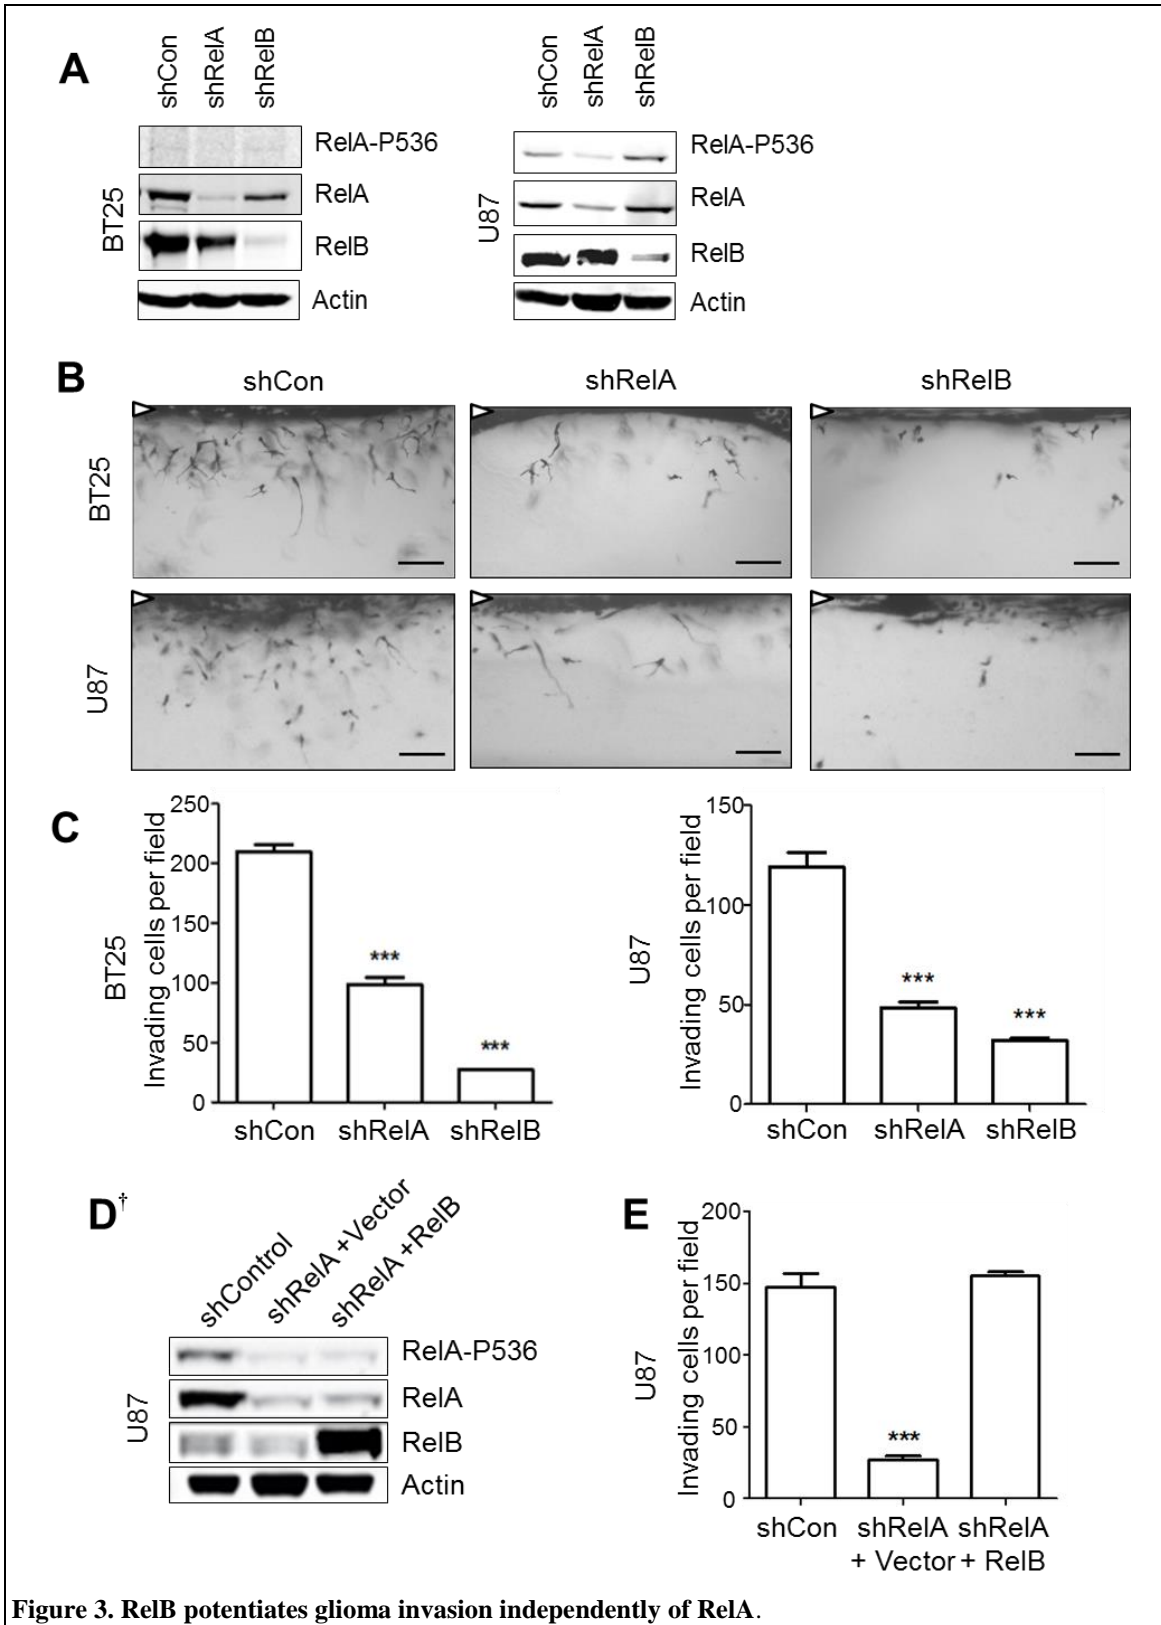 A
shCon
shRelA
shRelB
BT25
RelA-P536
RelA
RelB
Actin
shCon
shRelA
shRelB
U87
RelA-P536
RelA
RelB
Actin
B
shCon
shRelA
shRelB
BT25
U87
C
BT25
Invading cells per field
250
200
150
100
50
0
***
***
shCon
shRelA
shRelB
U87
Invading cells per field
150
100
50
0
***
***
shCon
shRelA
shRelB
D†
shControl
shRelA +Vector
shRelA +RelB
U87
RelA-P536
RelA
RelB
Actin
E
U87
Invading cells per field
200
150
100
50
0
***
shCon
shRelA
+ Vector
shRelA
+ RelB
Figure 3. RelB potentiates glioma invasion independently of RelA.